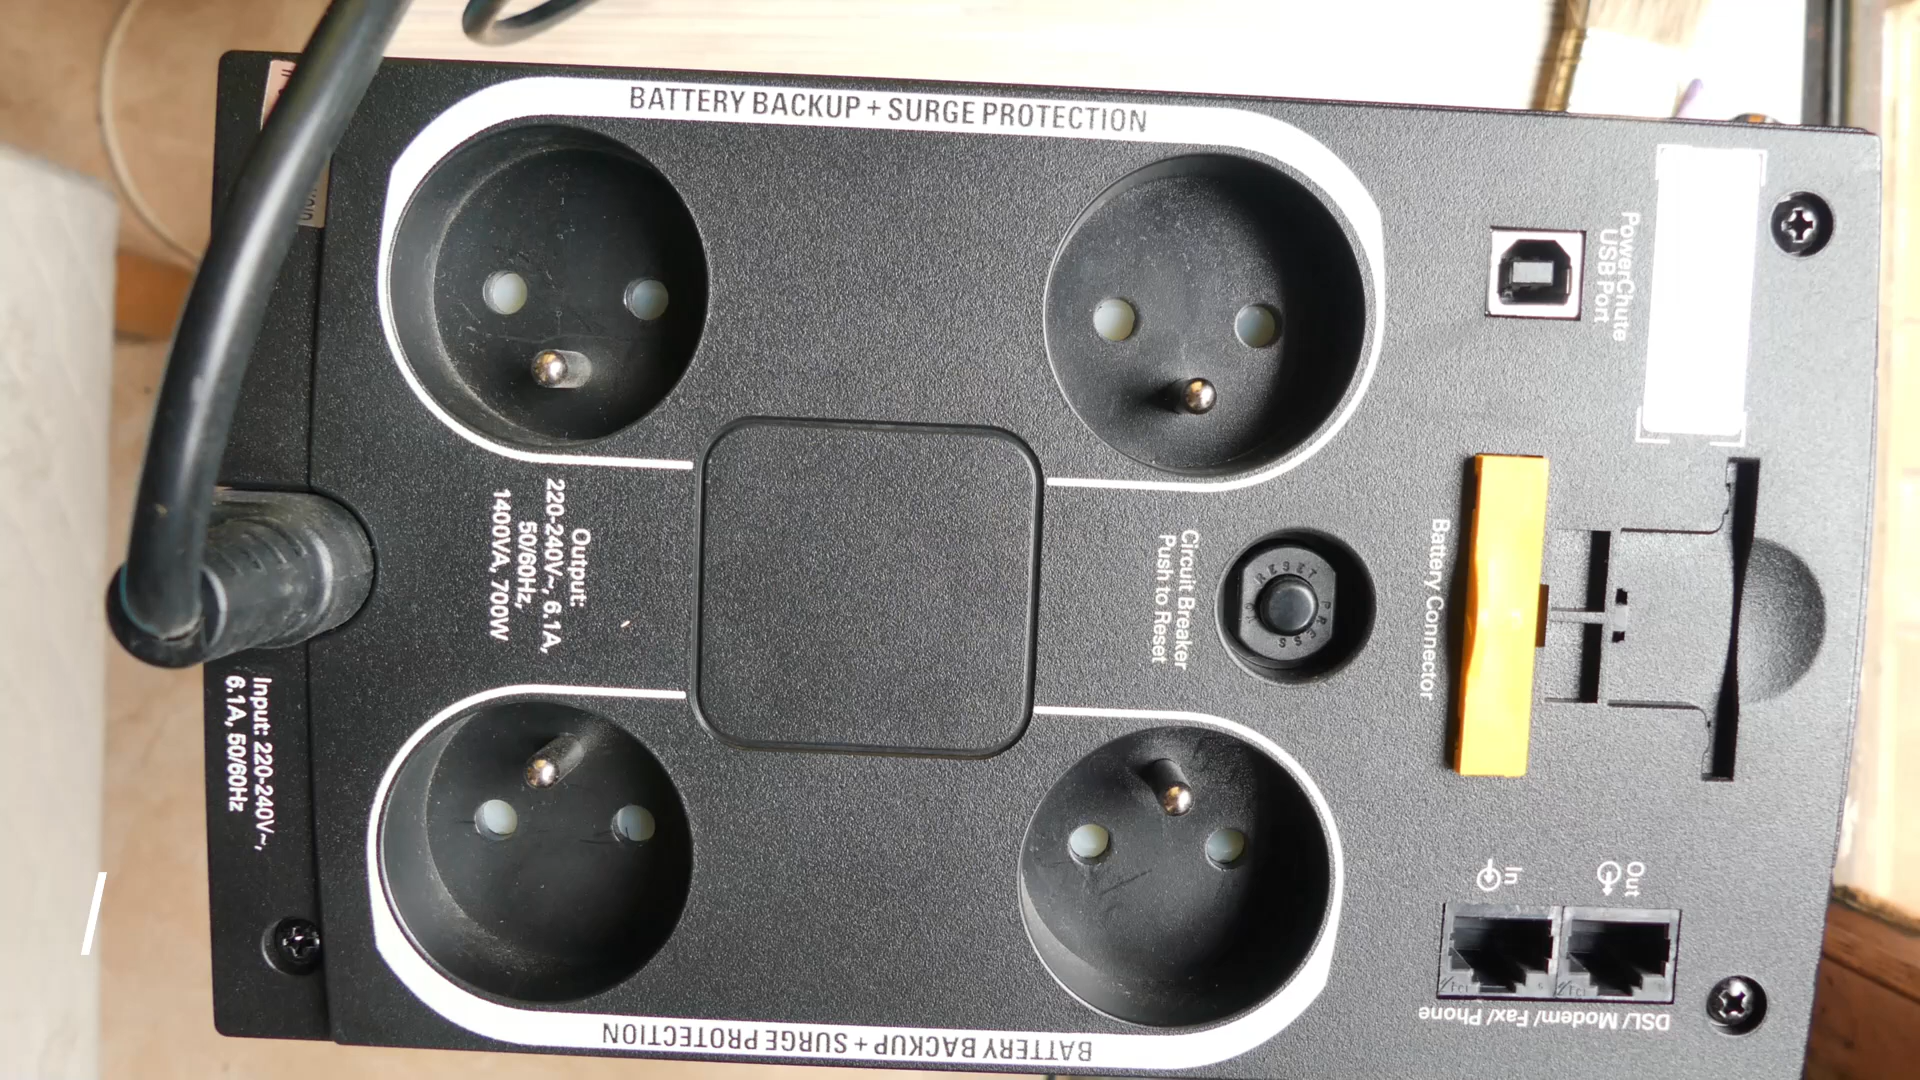 BATTERY BACKUP + SURGE PROTECTION
PowerChute
USB Port
Output:
220-240V~, 6.1A,
50/60Hz,
1400VA, 700W
Circuit Breaker
Push to Reset
RESET
PRESS
Battery Connector
Input: 220-240V~,
6.1A, 50/60Hz
In
Out
DSL/ Modem/ Fax/ Phone
BATTERY BACKUP + SURGE PROTECTION
/